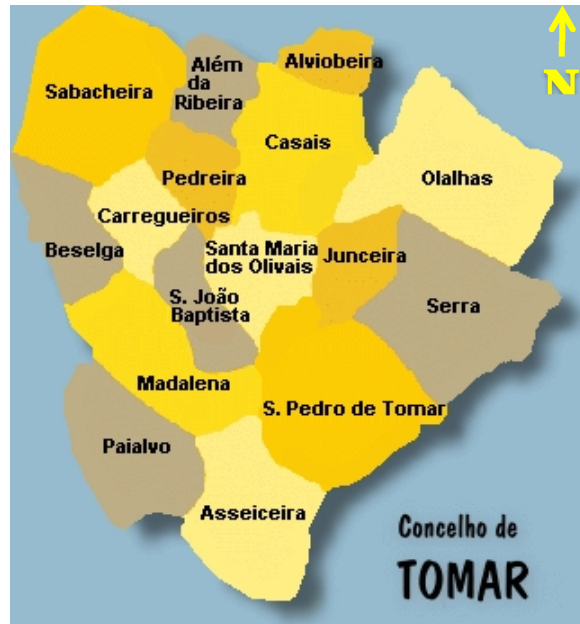 N
Sabacheira
Além
da
Ribeira
Alviobeira
Casais
Pedreira
Olalhas
Carregueiros
Beselga
Santa Maria
dos Olivais
Junceira
S. João
Baptista
Serra
Madalena
S. Pedro de Tomar
Paialvo
Asseiceira
Concelho de
TOMAR